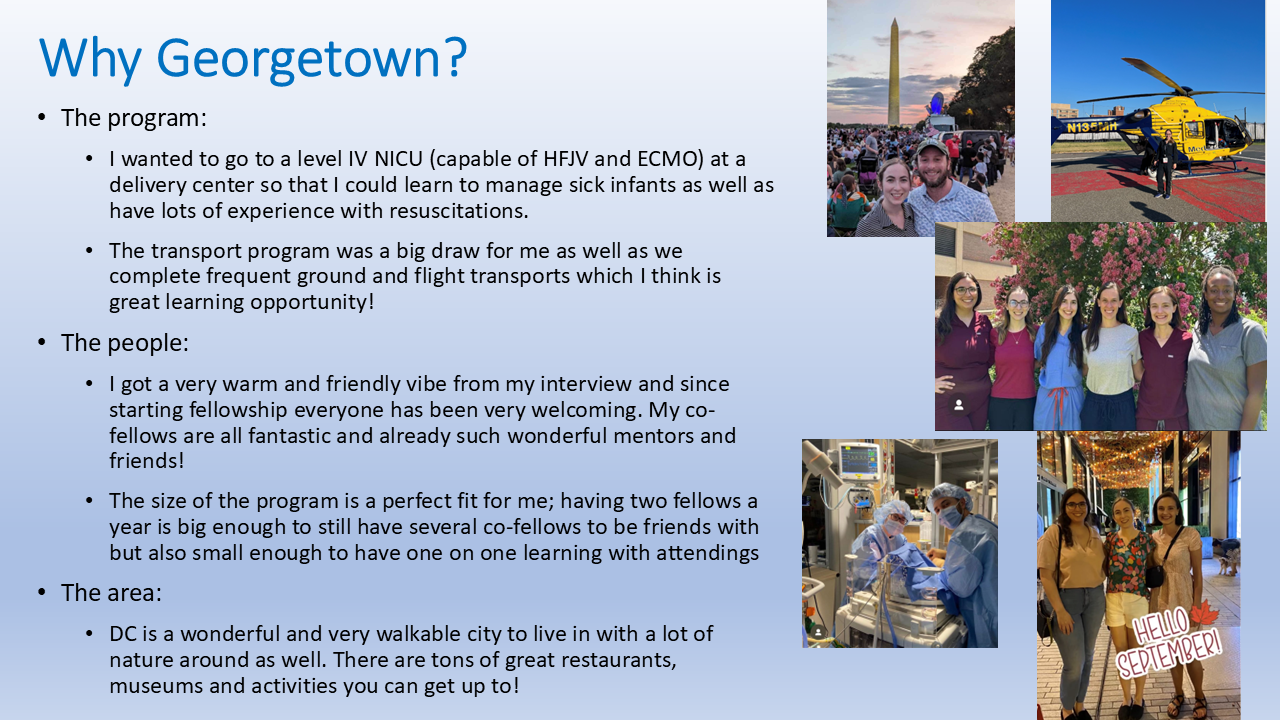 Why Georgetown?
• The program:
• I wanted to go to a level IV NICU (capable of HFJV and ECMO) at a
delivery center so that I could learn to manage sick infants as well as
have lots of experience with resuscitations.
• The transport program was a big draw for me as well as we
complete frequent ground and flight transports which I think is
great learning opportunity!
• The people:
• I got a very warm and friendly vibe from my interview and since
starting fellowship everyone has been very welcoming. My co-
fellows are all fantastic and already such wonderful mentors and
friends!
• The size of the program is a perfect fit for me; having two fellows a
year is big enough to still have several co-fellows to be friends with
but also small enough to have one on one learning with attendings
• The area:
• DC is a wonderful and very walkable city to live in with a lot of
nature around as well. There are tons of great restaurants,
museums and activities you can get up to!
HELLO
SEPTEMBER!